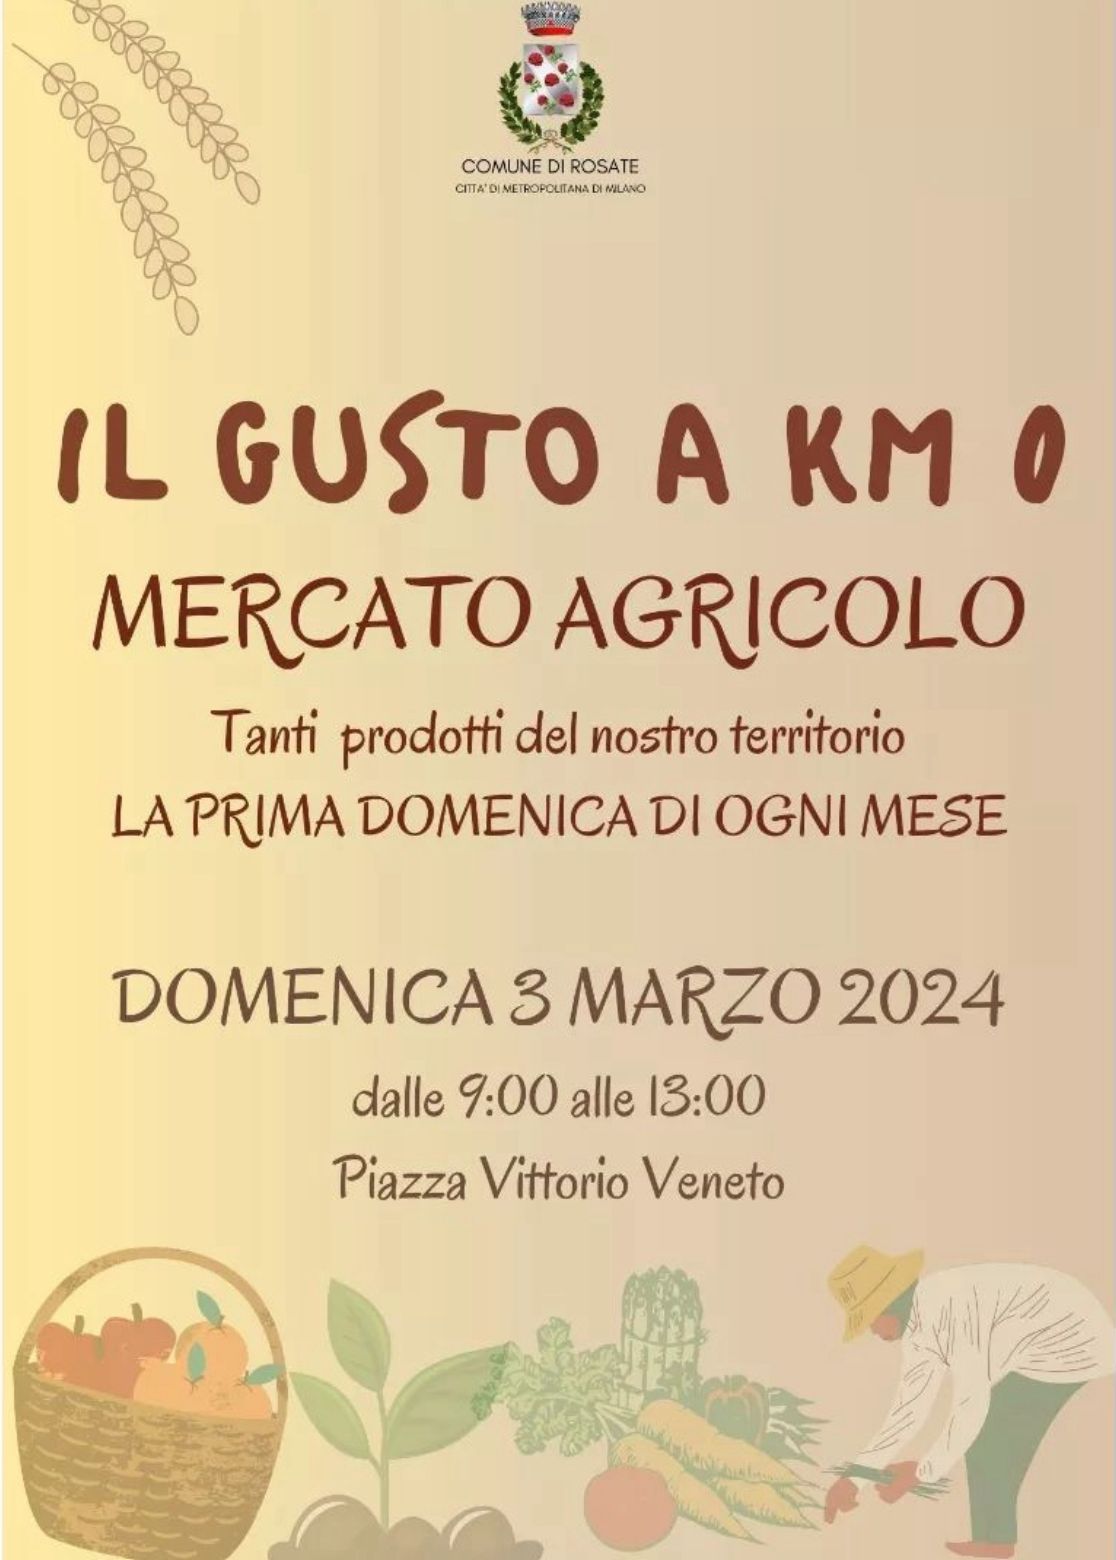 COMUNE DI ROSATE
CITTA' DI METROPOLITANA DI MILANO
IL GUSTO A KM 0
MERCATO AGRICOLO
Tanti prodotti del nostro territorio
LA PRIMA DOMENICA DI OGNI MESE
DOMENICA 3 MARZO 2024
dalle 9:00 alle 13:00
Piazza Vittorio Veneto